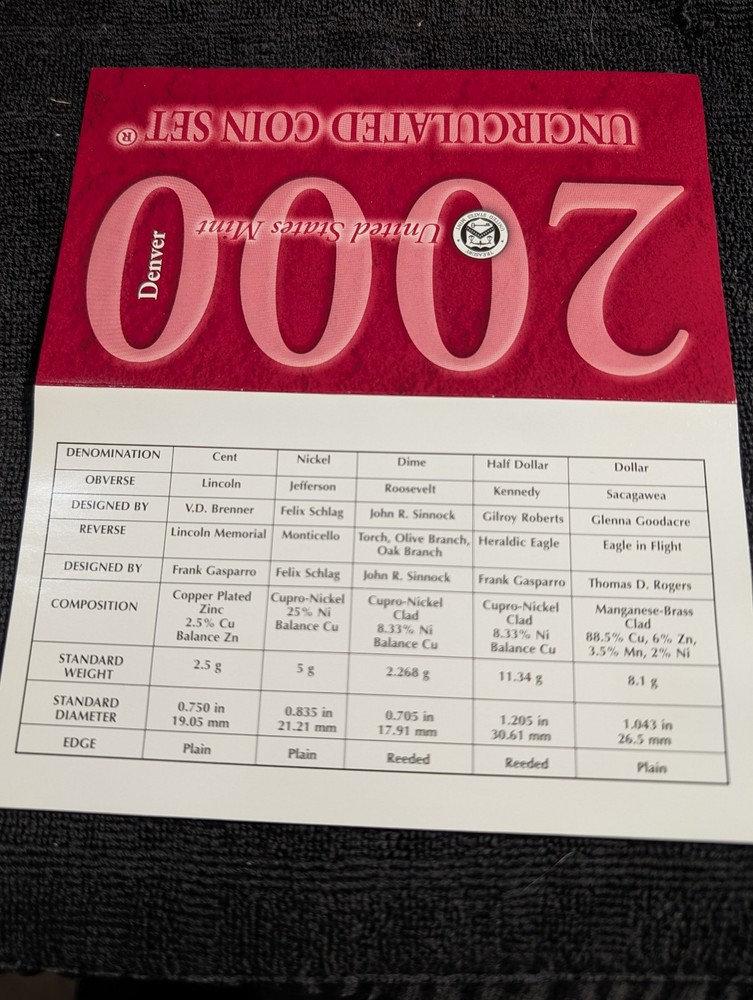 UNCIRCULATED COIN SET®
2000
United States Mint
Denver
DENOMINATION Cent Nickel Dime Half Dollar Dollar
OBVERSE Lincoln Jefferson Roosevelt Kennedy Sacagawea
DESIGNED BY V.D. Brenner Felix Schlag John R. Sinnock Gilroy Roberts Glenna Goodacre
REVERSE Lincoln Memorial Monticello Torch, Olive Branch, Heraldic Eagle Eagle in Flight
Oak Branch
DESIGNED BY Frank Gasparro Felix Schlag John R. Sinnock Frank Gasparro Thomas D. Rogers
COMPOSITION Copper Plated Cupro-Nickel Cupro-Nickel Cupro-Nickel Manganese-Brass
Zinc 25% Ni Clad Clad Clad
2.5% Cu Balance Cu 8.33% Ni 8.33% Ni 88.5% Cu, 6% Zn,
Balance Zn Balance Cu Balance Cu 3.5% Mn, 2% Ni
STANDARD 2.5 g 5 g 2.268 g 11.34 g 8.1 g
WEIGHT
STANDARD 0.750 in 0.835 in 0.705 in 1.205 in 1.043 in
DIAMETER 19.05 mm 21.21 mm 17.91 mm 30.61 mm 26.5 mm
EDGE Plain Plain Reeded Reeded Plain